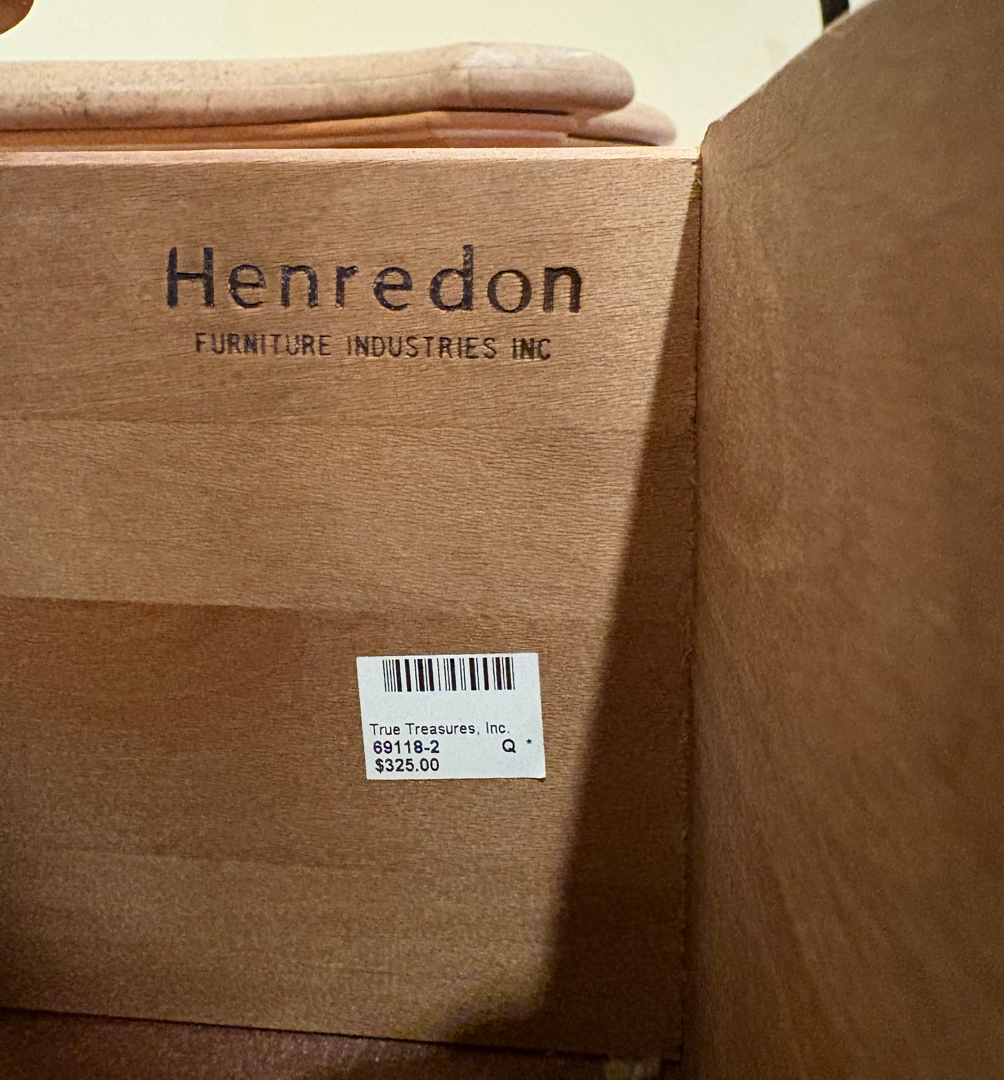 Henredon
FURNITURE INDUSTRIES INC
True Treasures, Inc.
69118-2 Q *
$325.00